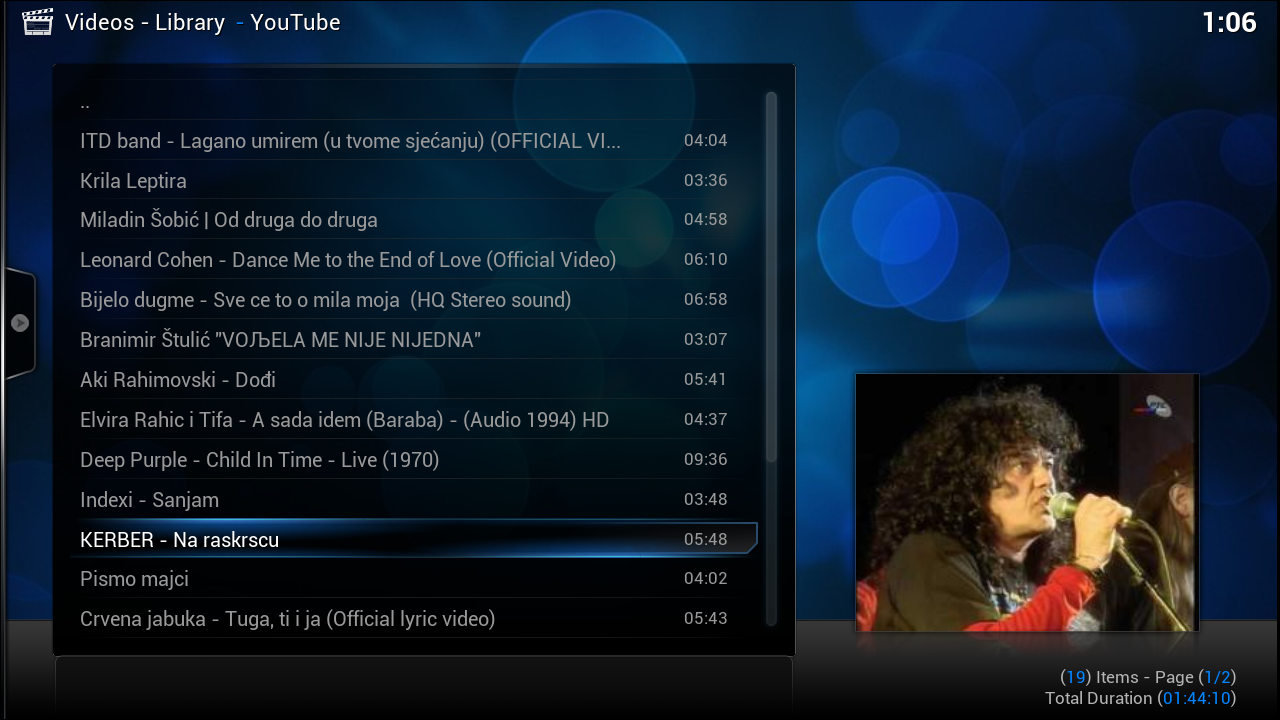 Videos - Library - YouTube
1:06
..
ITD band - Lagano umirem (u tvome sjećanju) (OFFICIAL VI... 04:04
Krila Leptira 03:36
Miladin Šobić | Od druga do druga 04:58
Leonard Cohen - Dance Me to the End of Love (Official Video) 06:10
Bijelo dugme - Sve ce to o mila moja  (HQ Stereo sound) 06:58
Branimir Štulić "VOЉELA ME NIJE NIJEDNA" 03:07
Aki Rahimovski - Dođi 05:41
Elvira Rahic i Tifa - A sada idem (Baraba) - (Audio 1994) HD 04:37
Deep Purple - Child In Time - Live (1970) 09:36
Indexi - Sanjam 03:48
KERBER - Na raskrscu 05:48
Pismo majci 04:02
Crvena jabuka - Tuga, ti i ja (Official lyric video) 05:43
РТС
(19) Items - Page (1/2)
Total Duration (01:44:10)